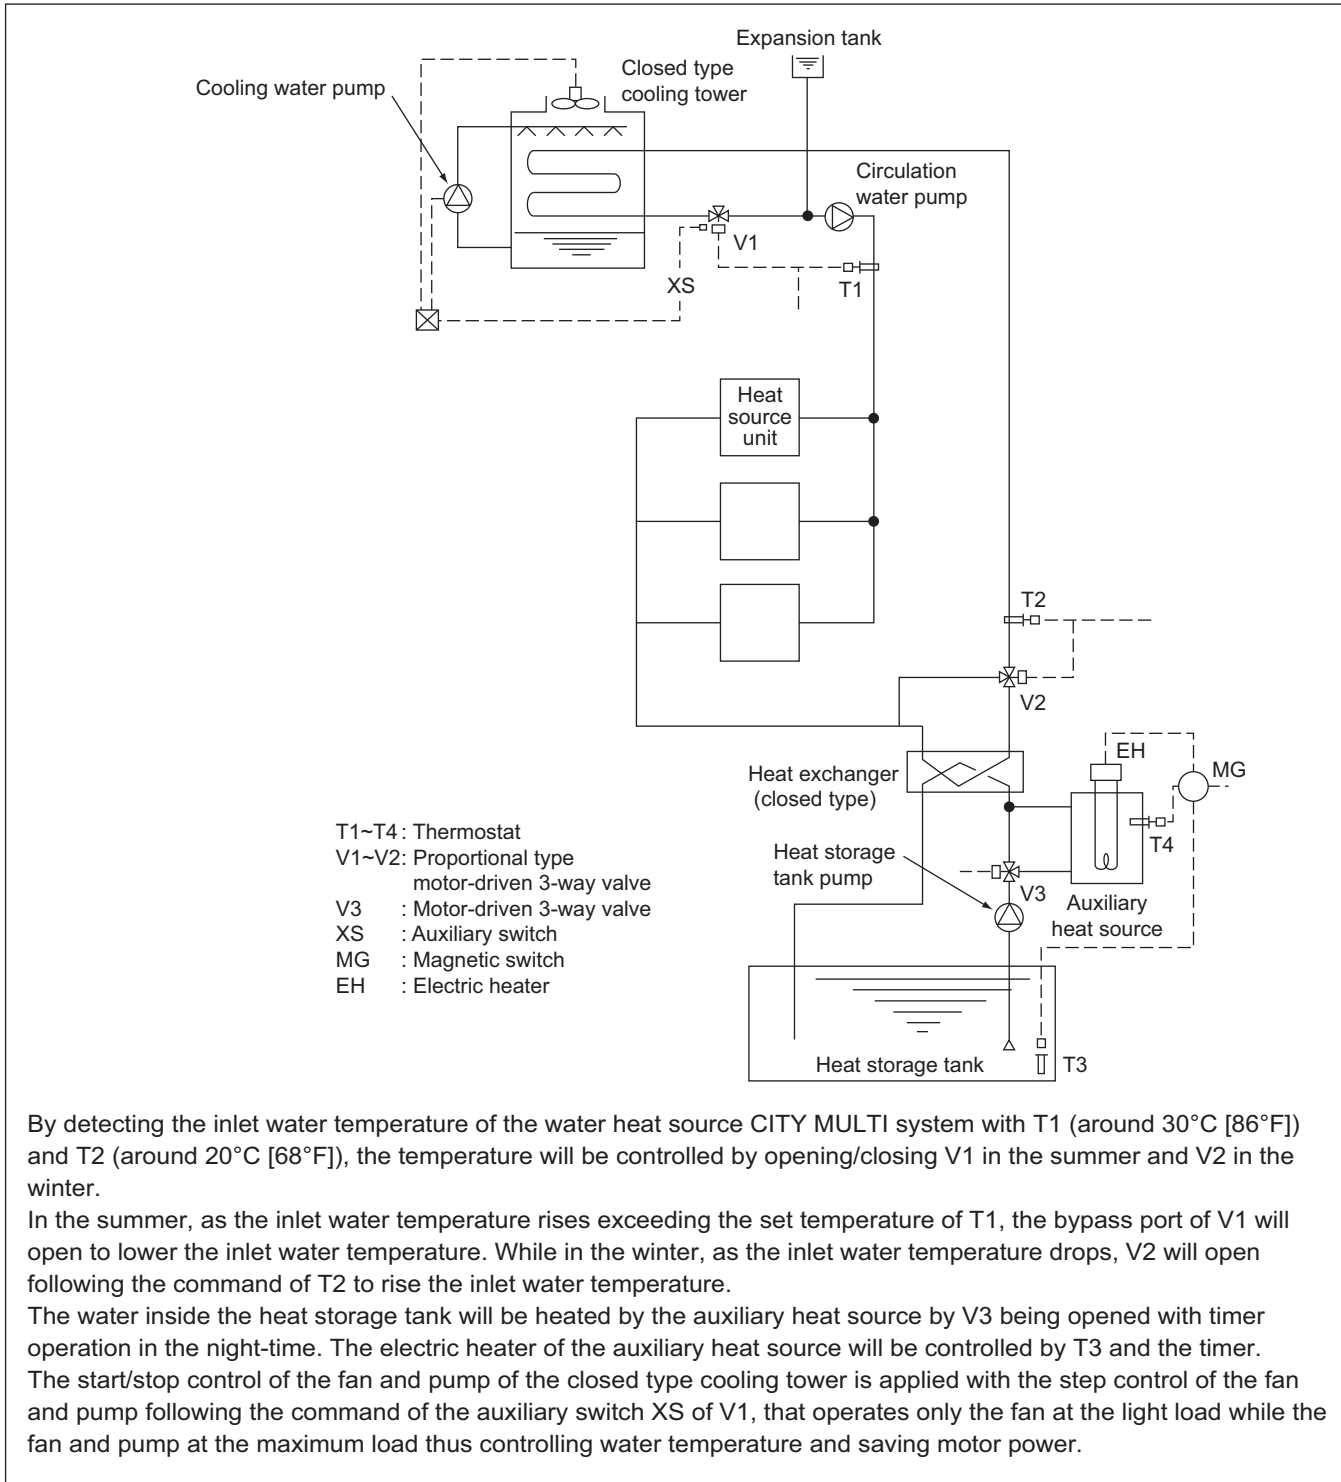 Expansion tank
Closed type
cooling tower
Cooling water pump
Circulation
water pump
V1
T1
XS
Heat
source
unit
T2
V2
EH
MG
Heat exchanger
(closed type)
T4
Heat storage
tank pump
V3
Auxiliary
heat source
T1~T4 : Thermostat
V1~V2: Proportional type
motor-driven 3-way valve
V3 : Motor-driven 3-way valve
XS : Auxiliary switch
MG : Magnetic switch
EH : Electric heater
Heat storage tank
T3
By detecting the inlet water temperature of the water heat source CITY MULTI system with T1 (around 30°C [86°F])
and T2 (around 20°C [68°F]), the temperature will be controlled by opening/closing V1 in the summer and V2 in the
winter.
In the summer, as the inlet water temperature rises exceeding the set temperature of T1, the bypass port of V1 will
open to lower the inlet water temperature. While in the winter, as the inlet water temperature drops, V2 will open
following the command of T2 to rise the inlet water temperature.
The water inside the heat storage tank will be heated by the auxiliary heat source by V3 being opened with timer
operation in the night-time. The electric heater of the auxiliary heat source will be controlled by T3 and the timer.
The start/stop control of the fan and pump of the closed type cooling tower is applied with the step control of the fan
and pump following the command of the auxiliary switch XS of V1, that operates only the fan at the light load while the
fan and pump at the maximum load thus controlling water temperature and saving motor power.